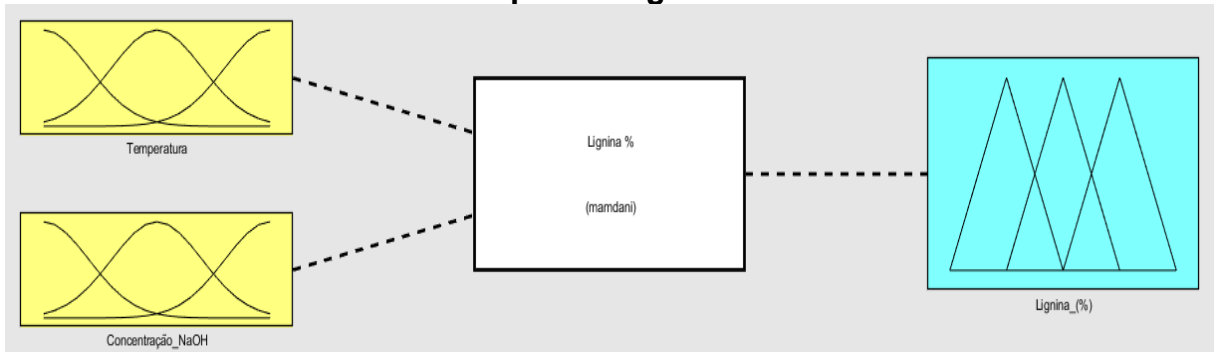 Temperatura
Lignina %
(mamdani)
Concentração_NaOH
Lignina_(%)